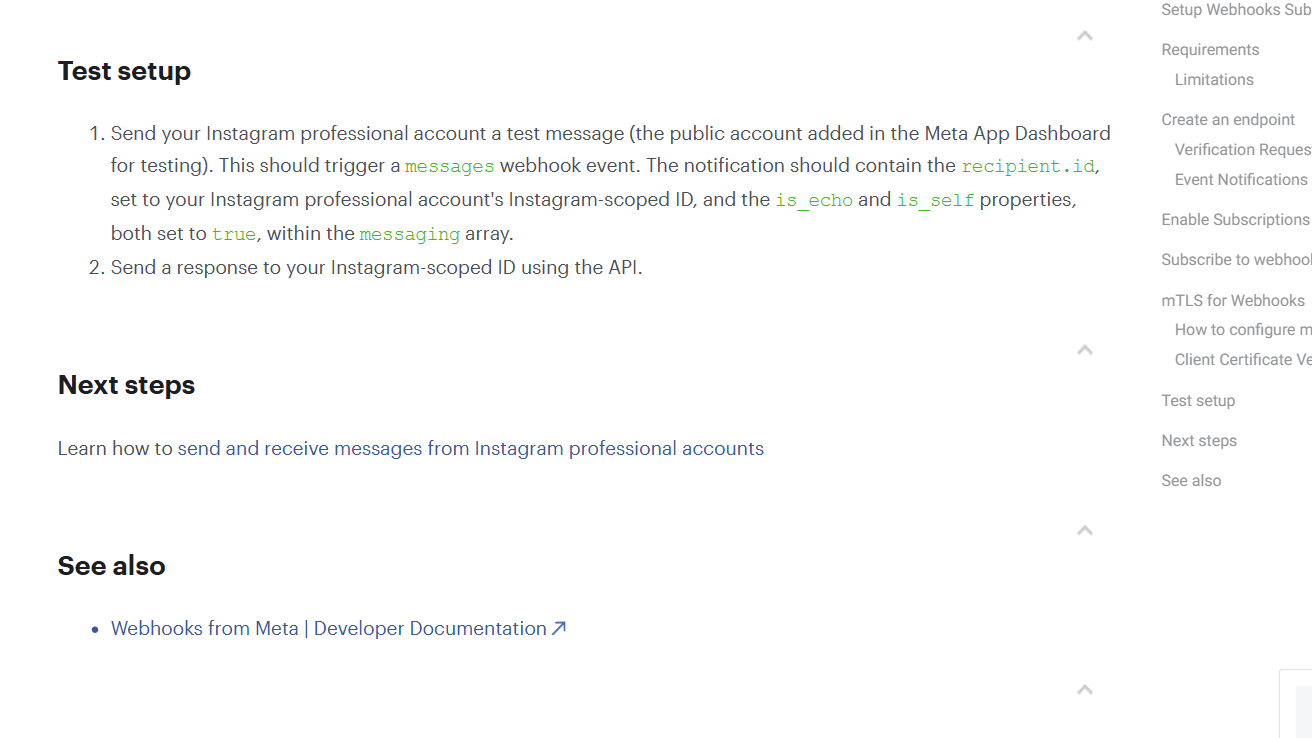 Test setup
1. Send your Instagram professional account a test message (the public account added in the Meta App Dashboard
for testing). This should trigger a messages webhook event. The notification should contain the recipient.id,
set to your Instagram professional account's Instagram-scoped ID, and the is_echo and is_self properties,
both set to true, within the messaging array.
2. Send a response to your Instagram-scoped ID using the API.
Next steps
Learn how to send and receive messages from Instagram professional accounts
See also
• Webhooks from Meta | Developer Documentation
Setup Webhooks Sub
Requirements
Limitations
Create an endpoint
Verification Reques
Event Notifications
Enable Subscriptions
Subscribe to webhoo
mTLS for Webhooks
How to configure m
Client Certificate Ve
Test setup
Next steps
See also